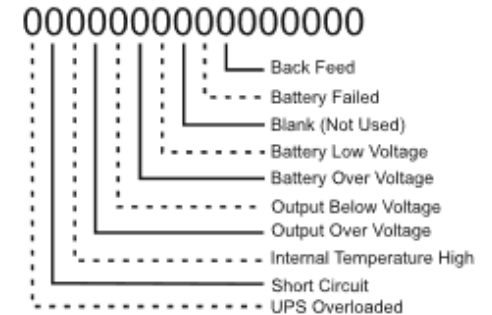 0000000000000000
Back Feed
Battery Failed
Blank (Not Used)
Battery Low Voltage
Battery Over Voltage
Output Below Voltage
Output Over Voltage
Internal Temperature High
Short Circuit
UPS Overloaded